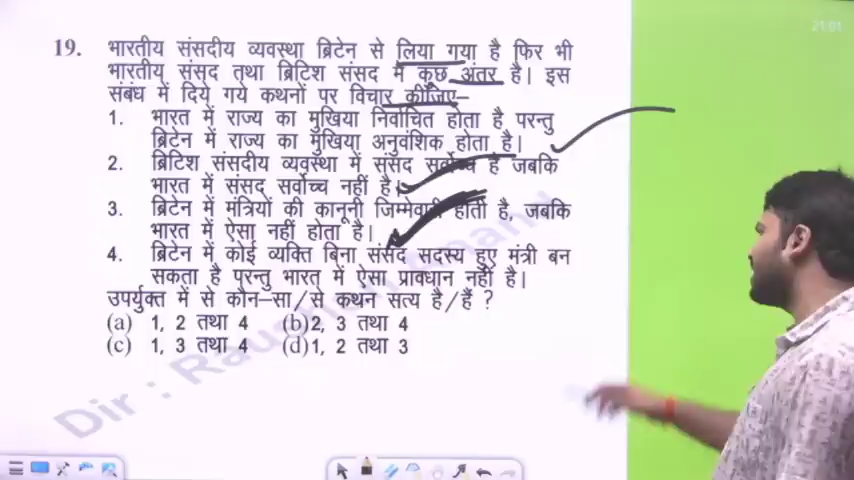 21:01
19. भारतीय संसदीय व्यवस्था ब्रिटेन से लिया गया है फिर भी
भारतीय संसद तथा ब्रिटिश संसद में कुछ अंतर है। इस
संबंध में दिये गये कथनों पर विचार कीजिए–
1. भारत में राज्य का मुखिया निर्वाचित होता है परन्तु
ब्रिटेन में राज्य का मुखिया अनुवंशिक होता है।
2. ब्रिटिश संसदीय व्यवस्था में संसद सर्वोच्च है जबकि
भारत में संसद सर्वोच्च नहीं है।
3. ब्रिटेन में मंत्रियों की कानूनी जिम्मेवारी होती है, जबकि
भारत में ऐसा नहीं होता है।
4. ब्रिटेन में कोई व्यक्ति बिना संसद सदस्य हुए मंत्री बन
सकता है परन्तु भारत में ऐसा प्रावधान नहीं है।
उपर्युक्त में से कौन–सा/से कथन सत्य है/हैं ?
(a) 1, 2 तथा 4 (b) 2, 3 तथा 4
(c) 1, 3 तथा 4 (d) 1, 2 तथा 3
Dir :